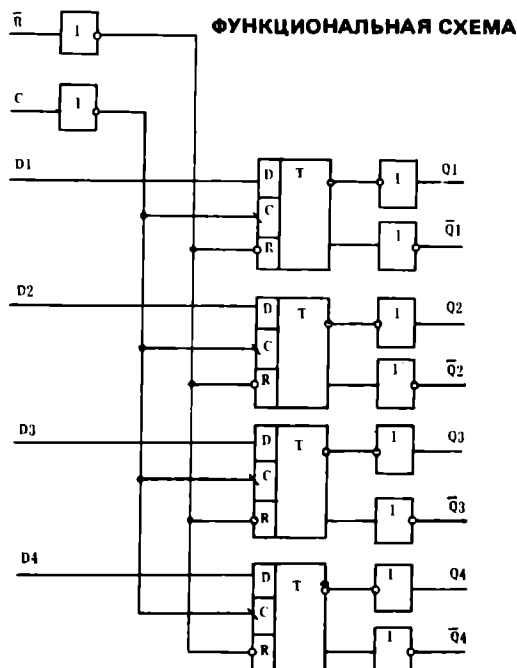 R̅
ФУНКЦИОНАЛЬНАЯ СХЕМА
1
C
1
D1
D T
1 Q1
C
R
1 Q̅1
D2
D T
1 Q2
C
R
1 Q̅2
D3
D T
1 Q3
C
R
1 Q̅3
D4
D T
1 Q4
C
R
1 Q̅4